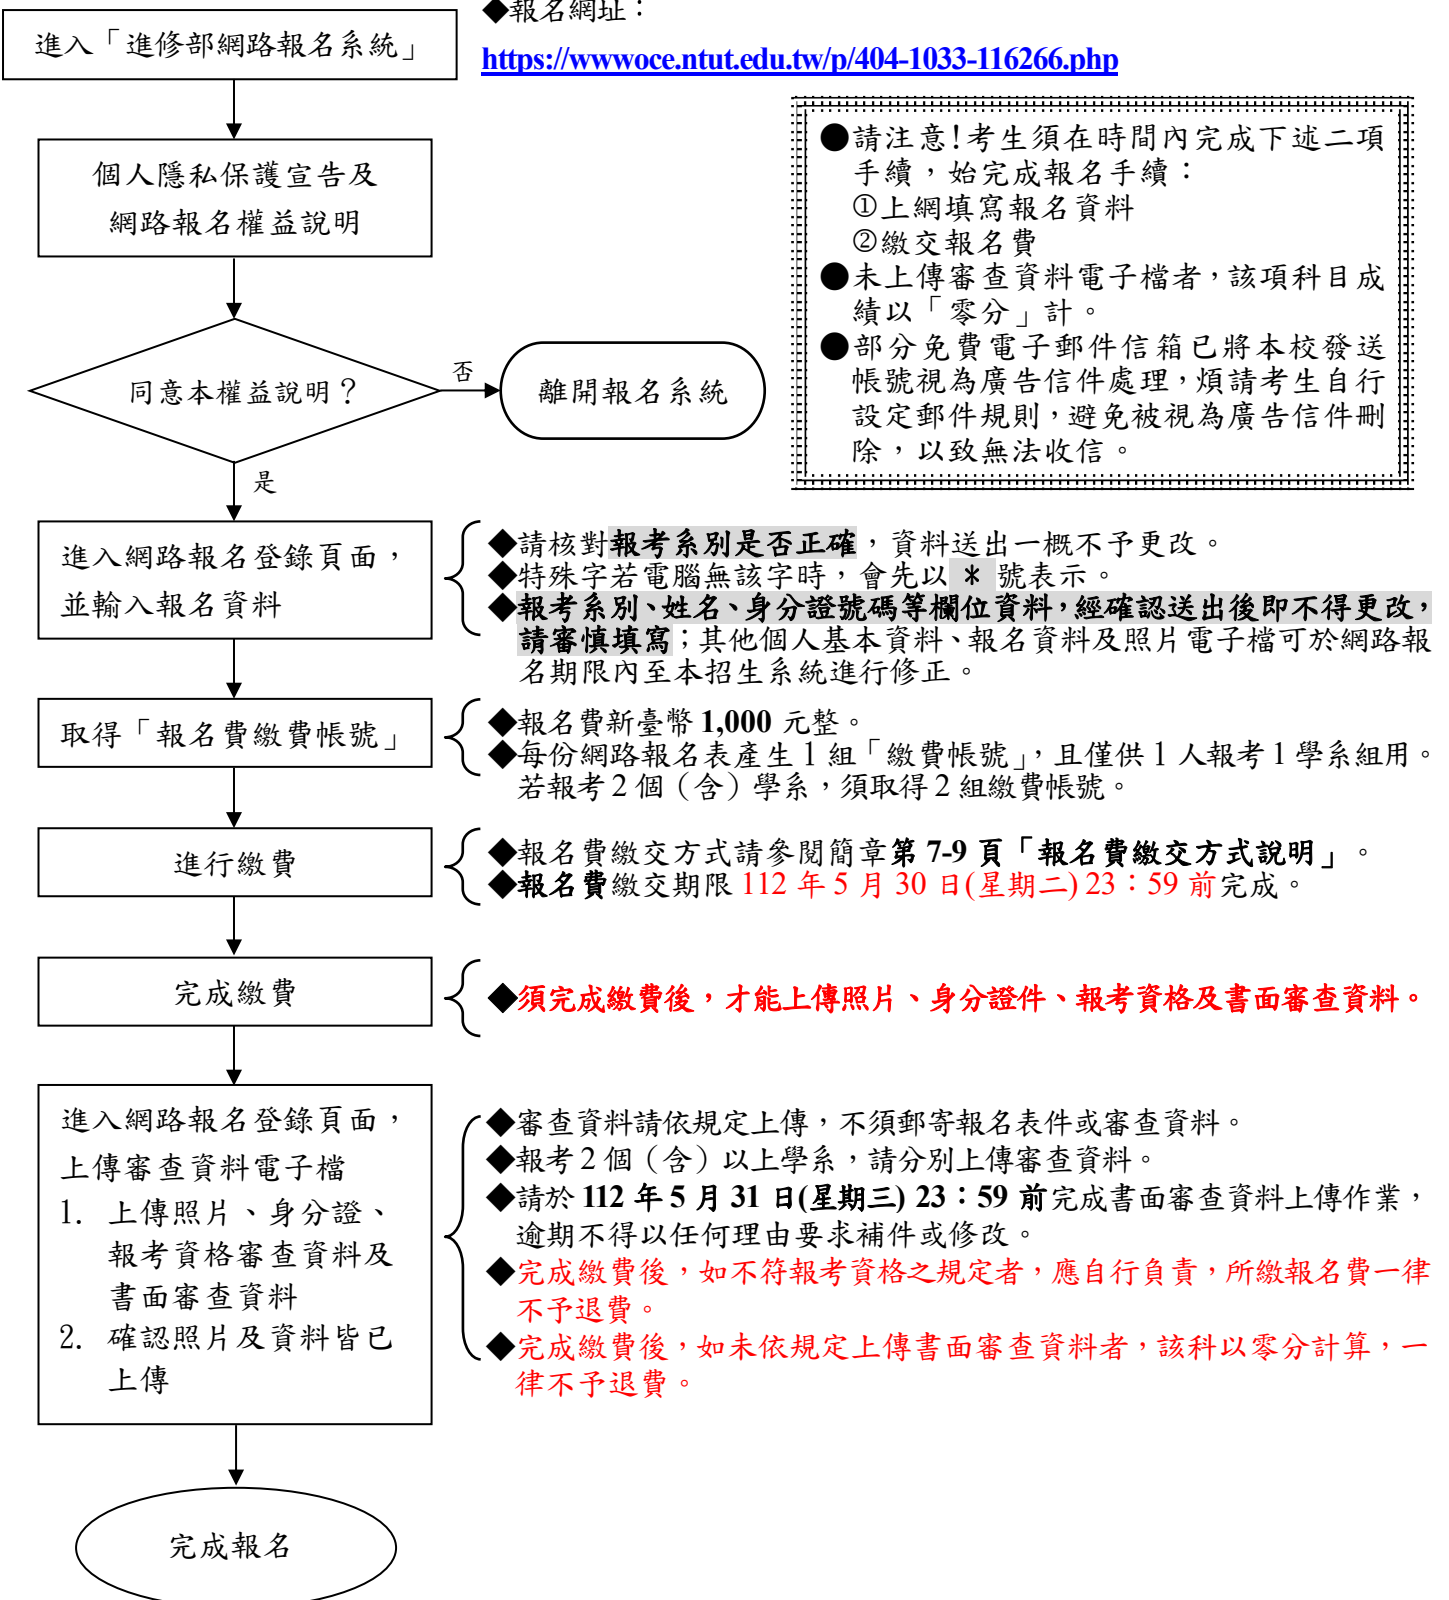 ◆報名網址：
進入「進修部網路報名系統」
https://wwwoce.ntut.edu.tw/p/404-1033-116266.php
個人隱私保護宣告及
網路報名權益說明
●請注意!考生須在時間內完成下述二項
手續，始完成報名手續：
①上網填寫報名資料
②繳交報名費
●未上傳審查資料電子檔者，該項科目成
績以「零分」計。
●部分免費電子郵件信箱已將本校發送
帳號視為廣告信件處理，煩請考生自行
設定郵件規則，避免被視為廣告信件刪
除，以致無法收信。
同意本權益說明？
否
離開報名系統
是
進入網路報名登錄頁面，
並輸入報名資料
◆請核對報考系別是否正確，資料送出一概不予更改。
◆特殊字若電腦無該字時，會先以 * 號表示。
◆報考系別、姓名、身分證號碼等欄位資料，經確認送出後即不得更改，
請審慎填寫；其他個人基本資料、報名資料及照片電子檔可於網路報
名期限內至本招生系統進行修正。
取得「報名費繳費帳號」
◆報名費新臺幣 1,000 元整。
◆每份網路報名表產生 1 組「繳費帳號」，且僅供 1 人報考 1 學系組用。
若報考 2 個（含）學系，須取得 2 組繳費帳號。
進行繳費
◆報名費繳交方式請參閱簡章第 7-9 頁「報名費繳交方式說明」。
◆報名費繳交期限 112 年 5 月 30 日(星期二) 23：59 前完成。
完成繳費
◆須完成繳費後，才能上傳照片、身分證件、報考資格及書面審查資料。
進入網路報名登錄頁面，
上傳審查資料電子檔
1. 上傳照片、身分證、
報考資格審查資料及
書面審查資料
2. 確認照片及資料皆已
上傳
◆審查資料請依規定上傳，不須郵寄報名表件或審查資料。
◆報考 2 個（含）以上學系，請分別上傳審查資料。
◆請於 112 年 5 月 31 日(星期三) 23：59 前完成書面審查資料上傳作業，
逾期不得以任何理由要求補件或修改。
◆完成繳費後，如不符報考資格之規定者，應自行負責，所繳報名費一律
不予退費。
◆完成繳費後，如未依規定上傳書面審查資料者，該科以零分計算，一
律不予退費。
完成報名